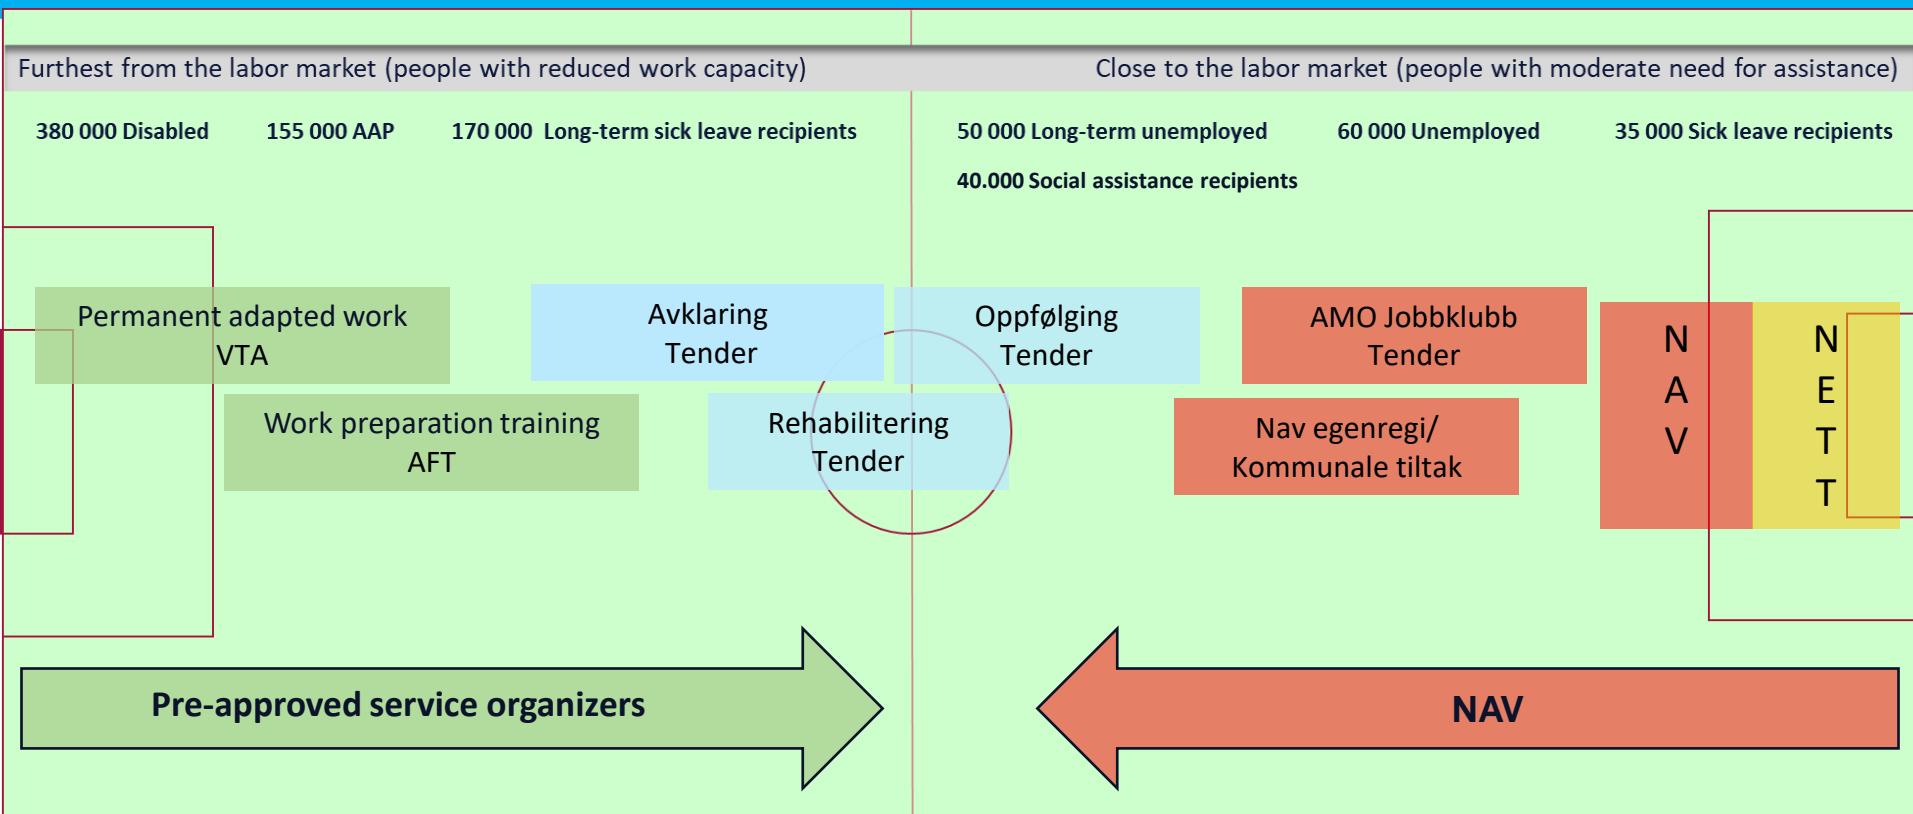 Furthest from the labor market (people with reduced work capacity)
Close to the labor market (people with moderate need for assistance)
380 000 Disabled
155 000 AAP
170 000 Long-term sick leave recipients
50 000 Long-term unemployed
60 000 Unemployed
35 000 Sick leave recipients
40.000 Social assistance recipients
Permanent adapted work
VTA
Avklaring
Tender
Oppfølging
Tender
AMO Jobbklubb
Tender
Work preparation training
AFT
Rehabilitering
Tender
Nav egenregi/
Kommunale tiltak
N
A
V
N
E
T
T
Pre-approved service organizers
NAV